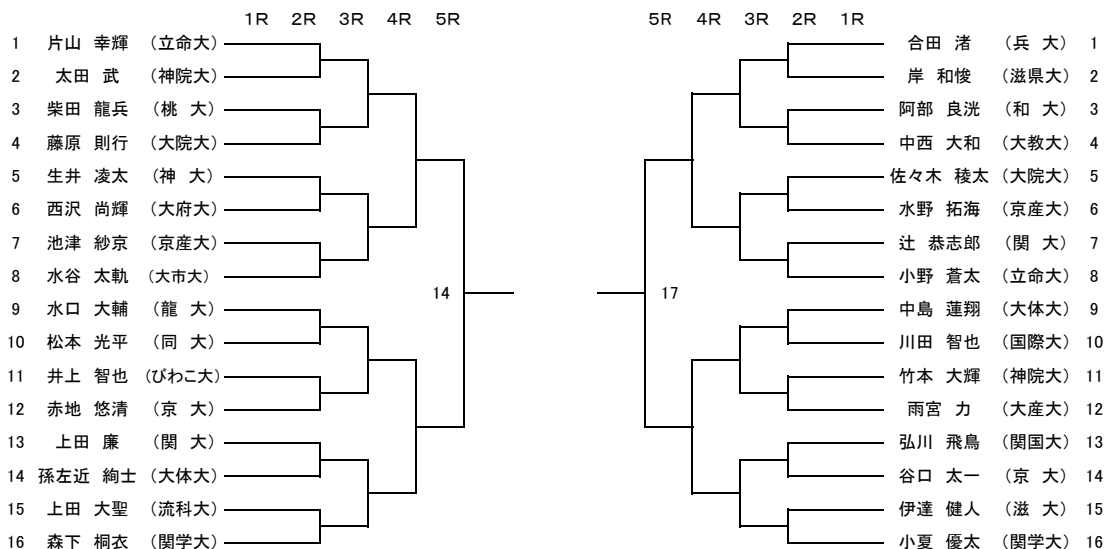 1R 2R 3R 4R 5R
1 片山 幸輝 (立命大)
2 太田 武 (神院大)
3 柴田 龍兵 (桃 大)
4 藤原 則行 (大院大)
5 生井 凌太 (神 大)
6 西沢 尚輝 (大府大)
7 池津 紗京 (京産大)
8 水谷 太軌 (大市大)
9 水口 大輔 (龍 大)
10 松本 光平 (同 大)
11 井上 智也 (びわこ大)
12 赤地 悠清 (京 大)
13 上田 廉 (関 大)
14 孫左近 絢士 (大体大)
15 上田 大聖 (流科大)
16 森下 桐衣 (関学大)
14
5R 4R 3R 2R 1R
合田 渚 (兵 大) 1
岸 和悛 (滋県大) 2
阿部 良洸 (和 大) 3
中西 大和 (大教大) 4
佐々木 稜太 (大院大) 5
水野 拓海 (京産大) 6
辻 恭志郎 (関 大) 7
小野 蒼太 (立命大) 8
中島 蓮翔 (大体大) 9
川田 智也 (国際大) 10
竹本 大輝 (神院大) 11
雨宮 力 (大産大) 12
弘川 飛鳥 (関国大) 13
谷口 太一 (京 大) 14
伊達 健人 (滋 大) 15
小夏 優太 (関学大) 16
17